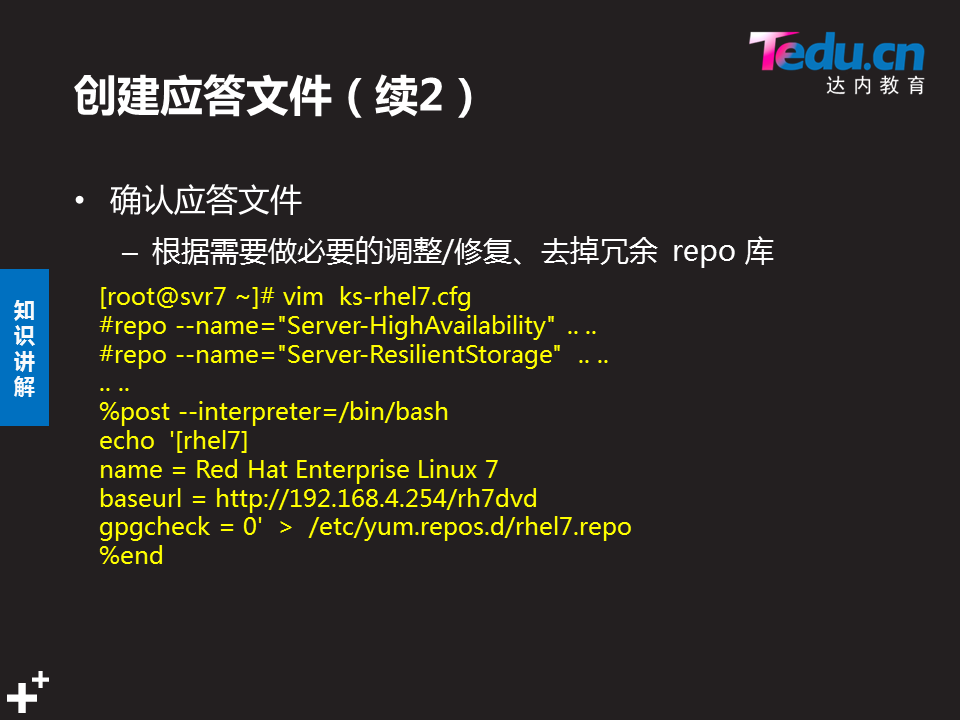 Tedu.cn
达内教育
创建应答文件（续2）
• 确认应答文件
– 根据需要做必要的调整/修复、去掉冗余 repo 库
知识讲解
[root@svr7 ~]# vim ks-rhel7.cfg
#repo --name="Server-HighAvailability" .. ..
#repo --name="Server-ResilientStorage" .. ..
.. ..
%post --interpreter=/bin/bash
echo '[rhel7]
name = Red Hat Enterprise Linux 7
baseurl = http://192.168.4.254/rh7dvd
gpgcheck = 0' > /etc/yum.repos.d/rhel7.repo
%end